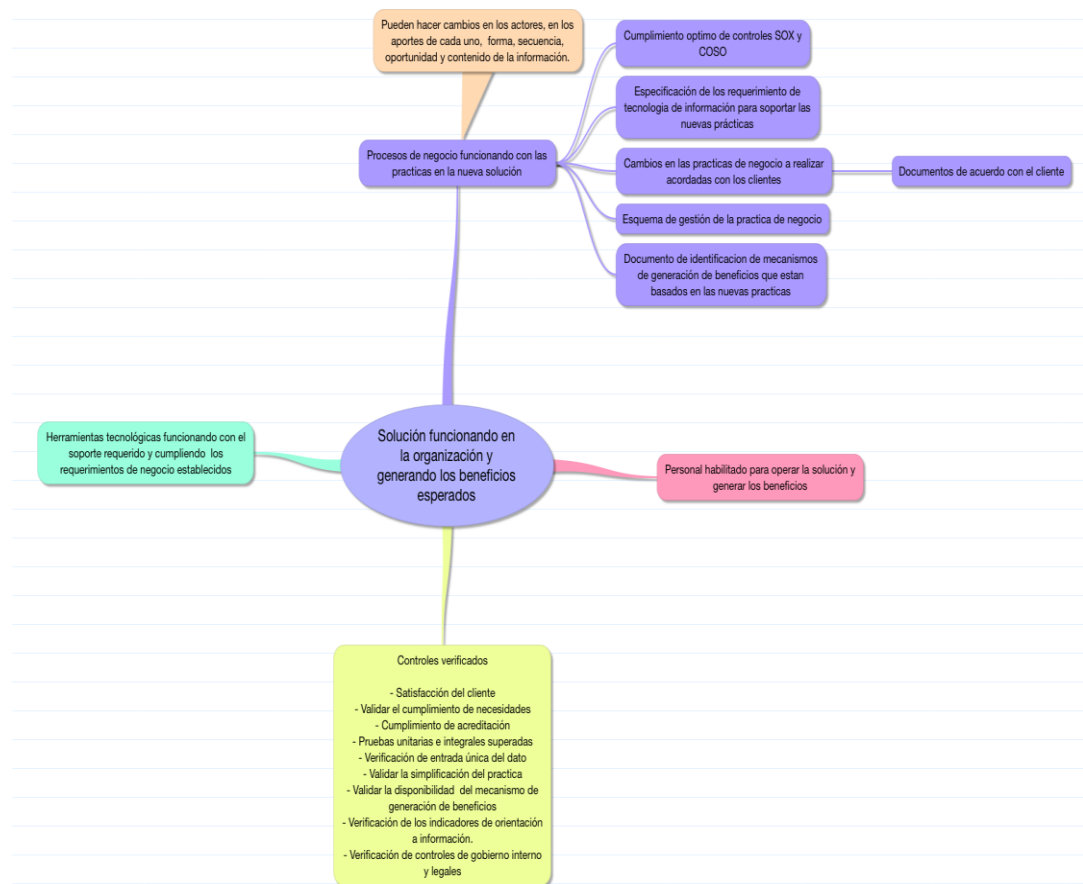 Pueden hacer cambios en los actores, en los
aportes de cada uno, forma, secuencia,
oportunidad y contenido de la información.
Cumplimiento optimo de controles SOX y
COSO
Especificación de los requerimiento de
tecnologia de información para soportar las
nuevas prácticas
Procesos de negocio funcionando con las
practicas en la nueva solución
Cambios en las practicas de negocio a realizar
acordadas con los clientes
Documentos de acuerdo con el cliente
Esquema de gestión de la practica de negocio
Documento de identificacion de mecanismos
de generación de beneficios que estan
basados en las nuevas practicas
Herramientas tecnológicas funcionando con el
soporte requerido y cumpliendo los
requerimientos de negocio establecidos
Solución funcionando en
la organización y
generando los beneficios
esperados
Personal habilitado para operar la solución y
generar los beneficios
Controles verificados
- Satisfacción del cliente
- Validar el cumplimiento de necesidades
- Cumplimiento de acreditación
- Pruebas unitarias e integrales superadas
- Verificación de entrada única del dato
- Validar la simplificación del practica
- Validar la disponibilidad del mecanismo de
generación de beneficios
- Verificación de los indicadores de orientación
a información.
- Verificación de controles de gobierno interno
y legales